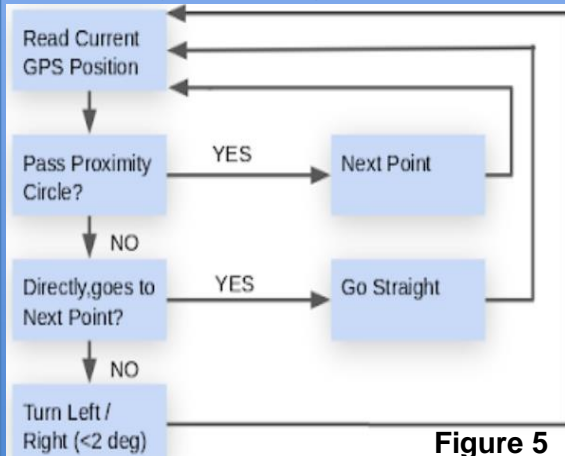 Read Current
GPS Position
Pass Proximity
Circle?
YES
Next Point
NO
Directly,goes to
Next Point?
YES
Go Straight
NO
Turn Left /
Right (<2 deg)
Figure 5